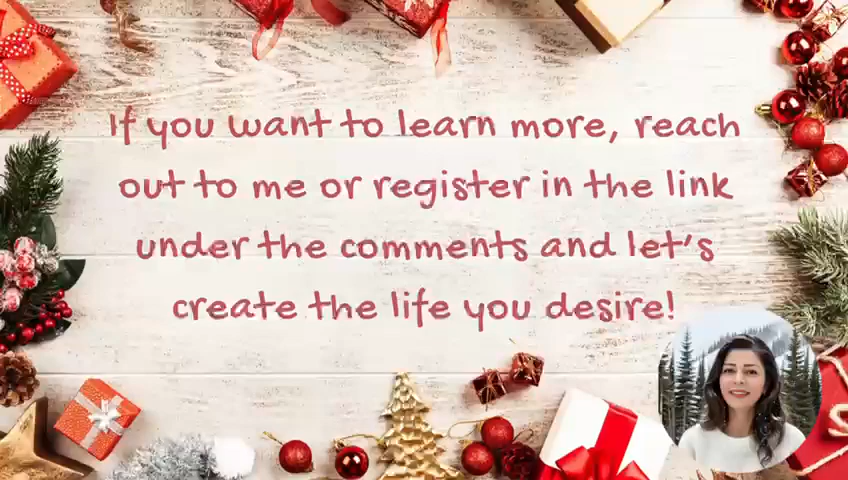 If you want to learn more, reach
out to me or register in the link
under the comments and let's
create the life you desire!